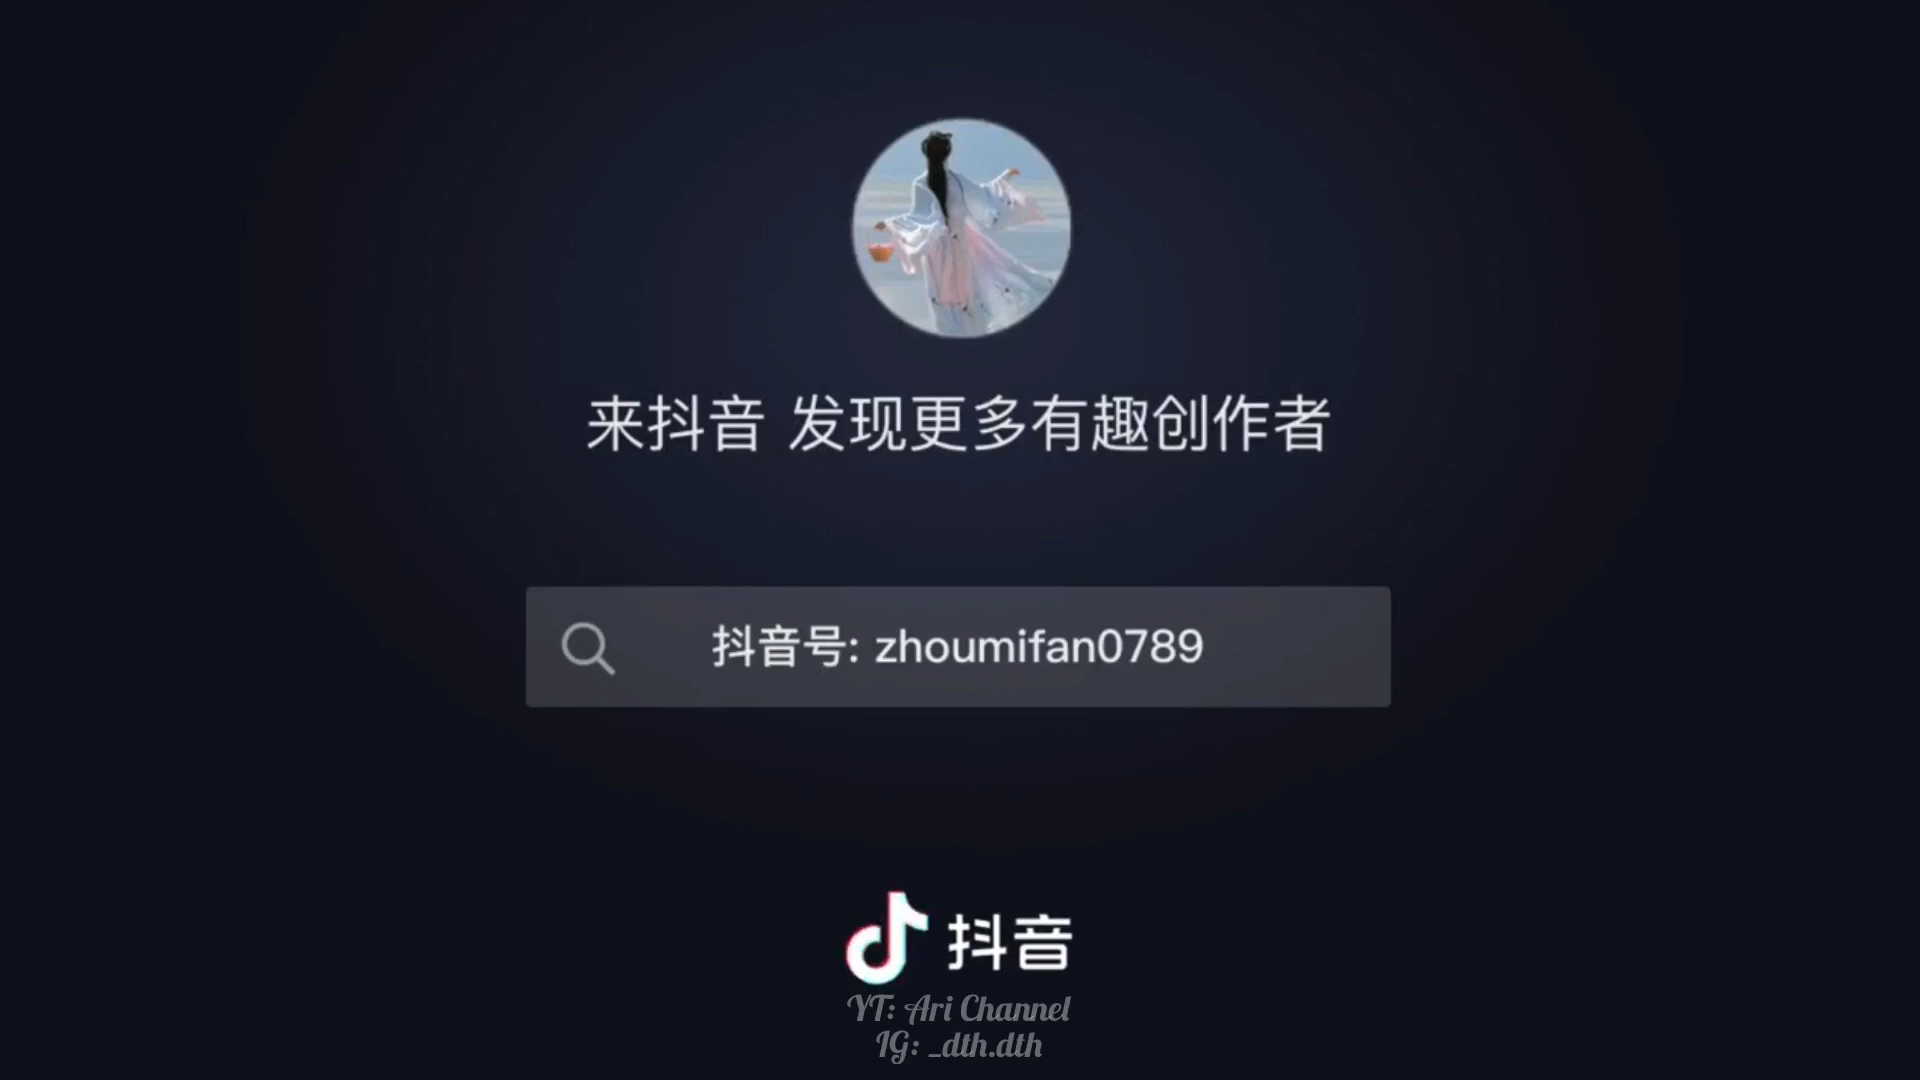 来抖音 发现更多有趣创作者
抖音号: zhoumifan0789
抖音
YT: Ari Channel
IG: _dth.dth